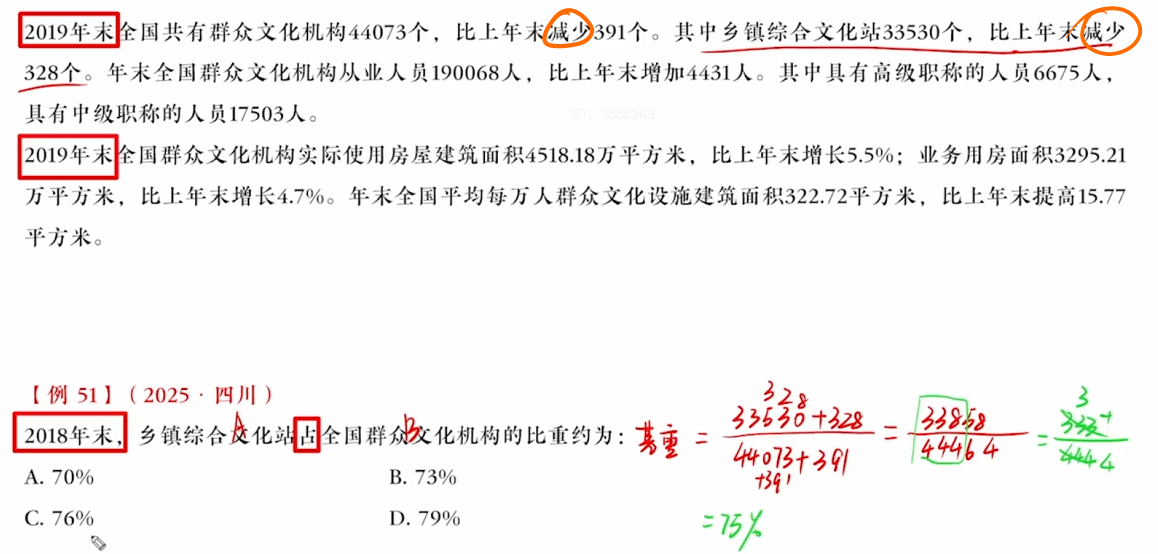 2019年末全国共有群众文化机构44073个，比上年末减少391个。其中乡镇综合文化站33530个，比上年末减少
328个。年末全国群众文化机构从业人员190068人，比上年末增加4431人。其中具有高级职称的人员6675人，
具有中级职称的人员17503人。
ID：3555369
2019年末全国群众文化机构实际使用房屋建筑面积4518.18万平方米，比上年末增长5.5%；业务用房面积3295.21
万平方米，比上年末增长4.7%。年末全国平均每万人群众文化设施建筑面积322.72平方米，比上年末提高15.77
平方米。
【例 51】（2025·四川）
A B
2018年末，乡镇综合文化站占全国群众文化机构的比重约为：
A. 70% B. 73%
C. 76% D. 79%
328
基重 = 33530+328 / 44073+391 = 33858 / 44464 =
+391
3
=75%